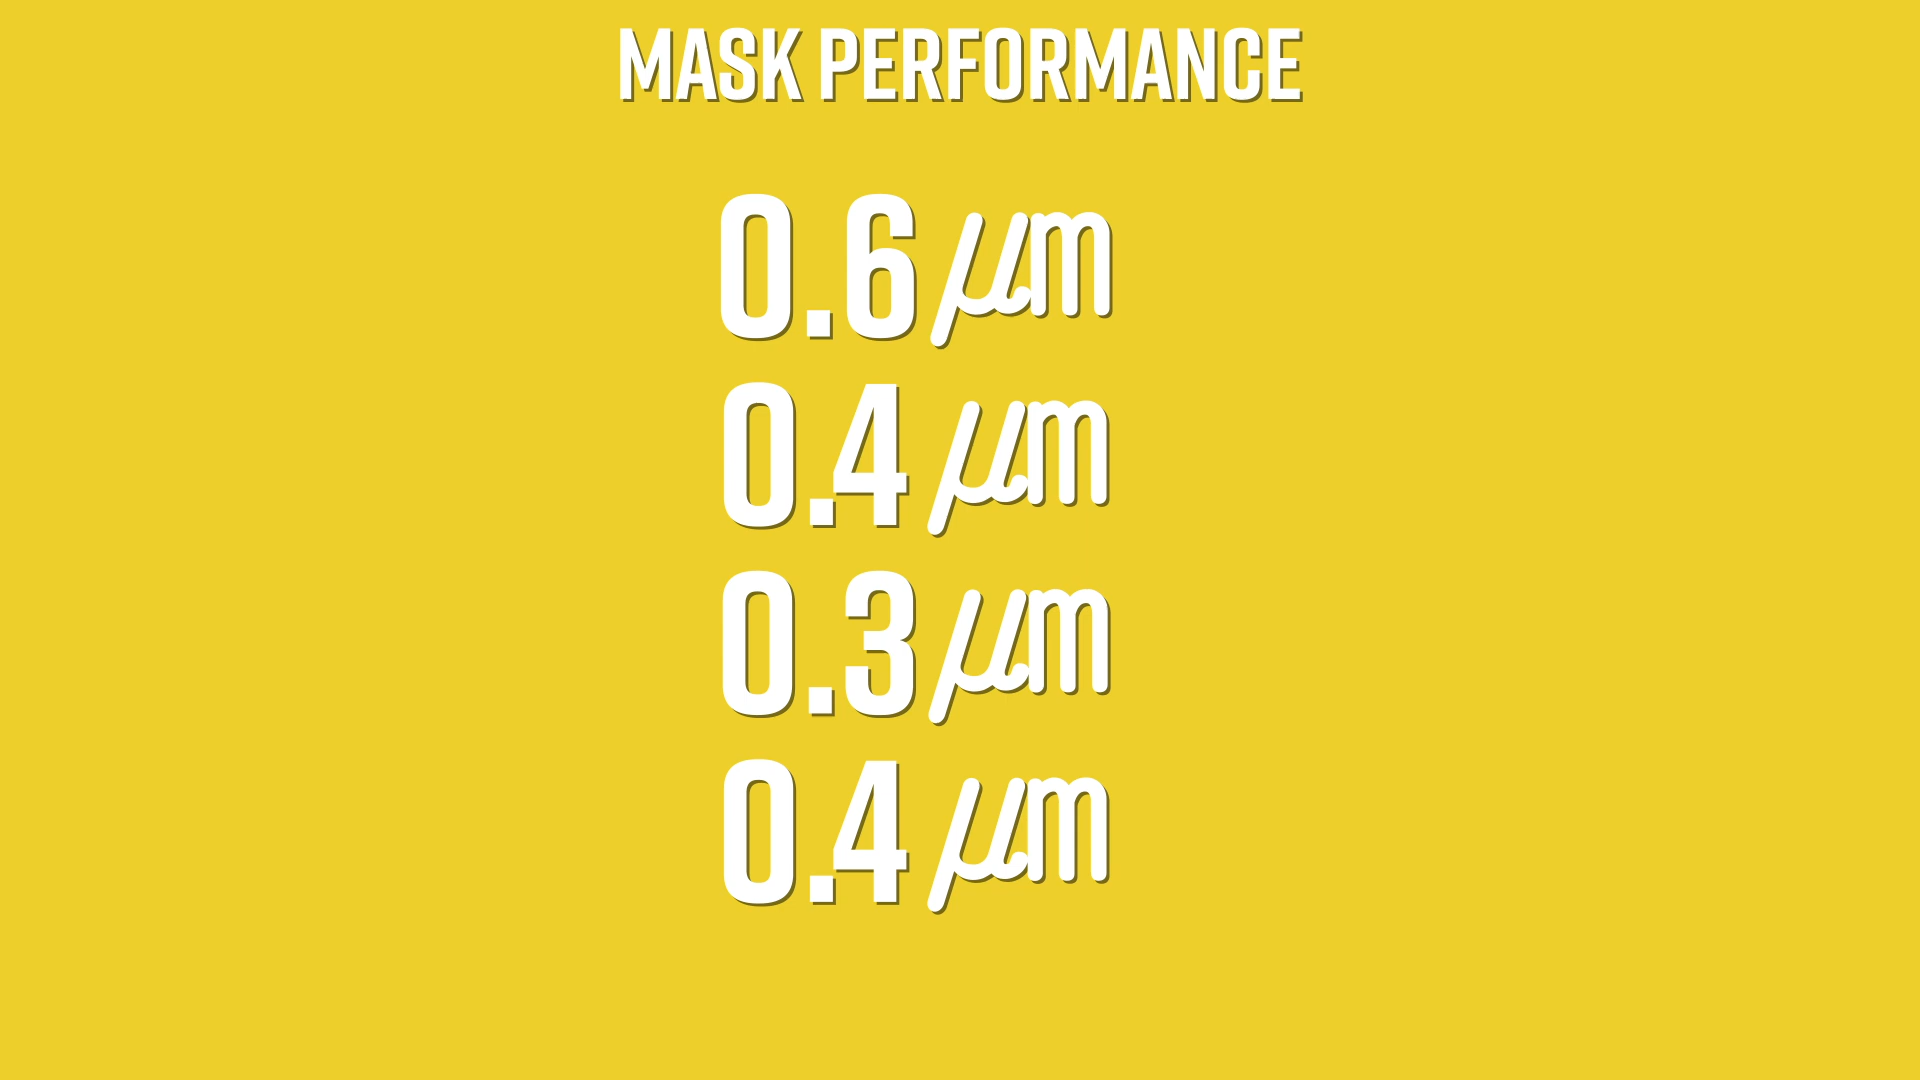 MASK PERFORMANCE
0.6 μm
0.4 μm
0.3 μm
0.4 μm